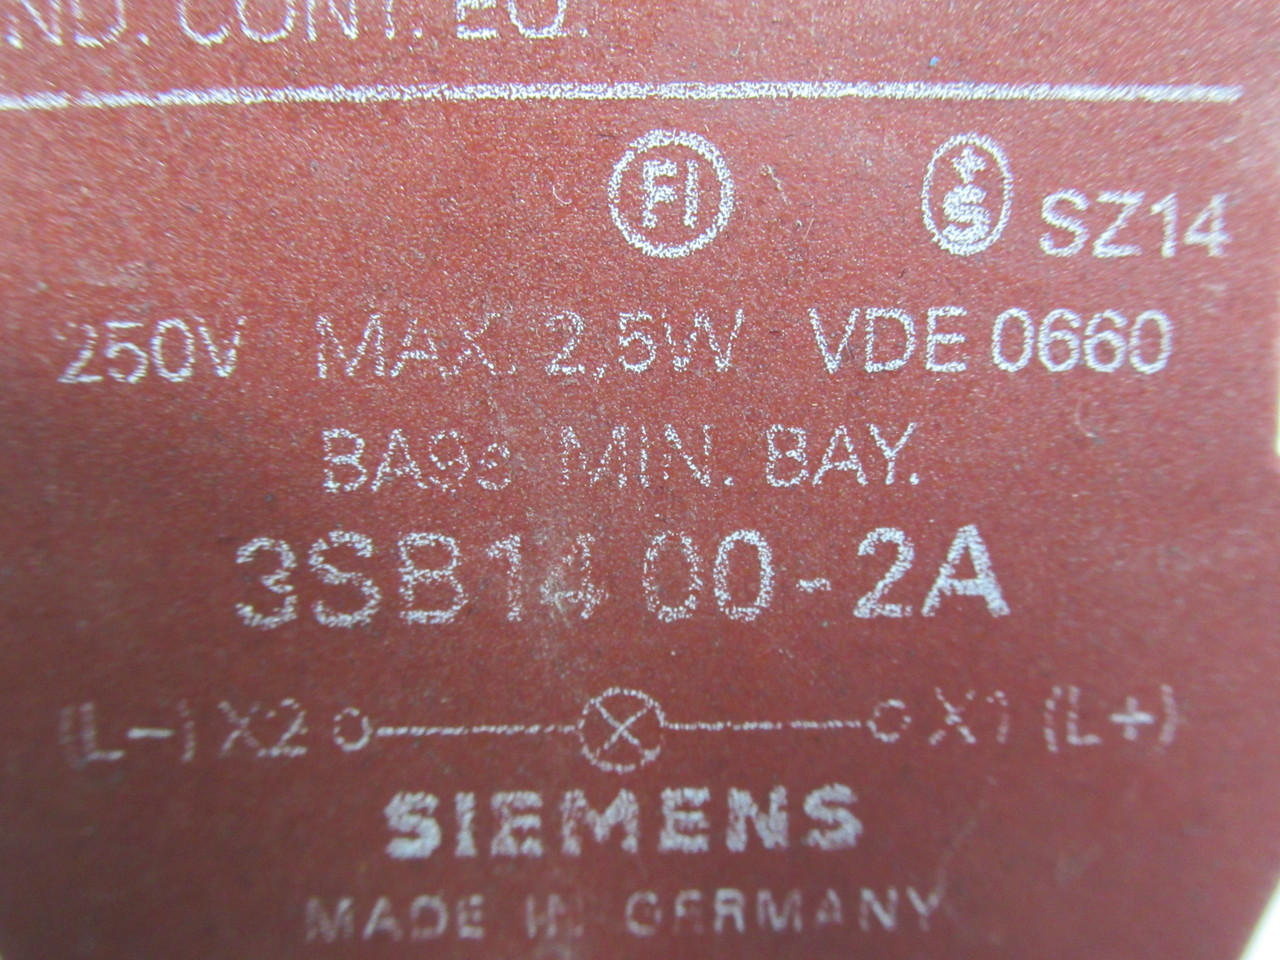 IND. CONT. EQ.
FI S SZ14
250V MAX. 2,5W VDE 0660
BA9s MIN. BAY.
3SB14 00-2A
(L-) X2 X1 (L+)
SIEMENS
MADE IN GERMANY